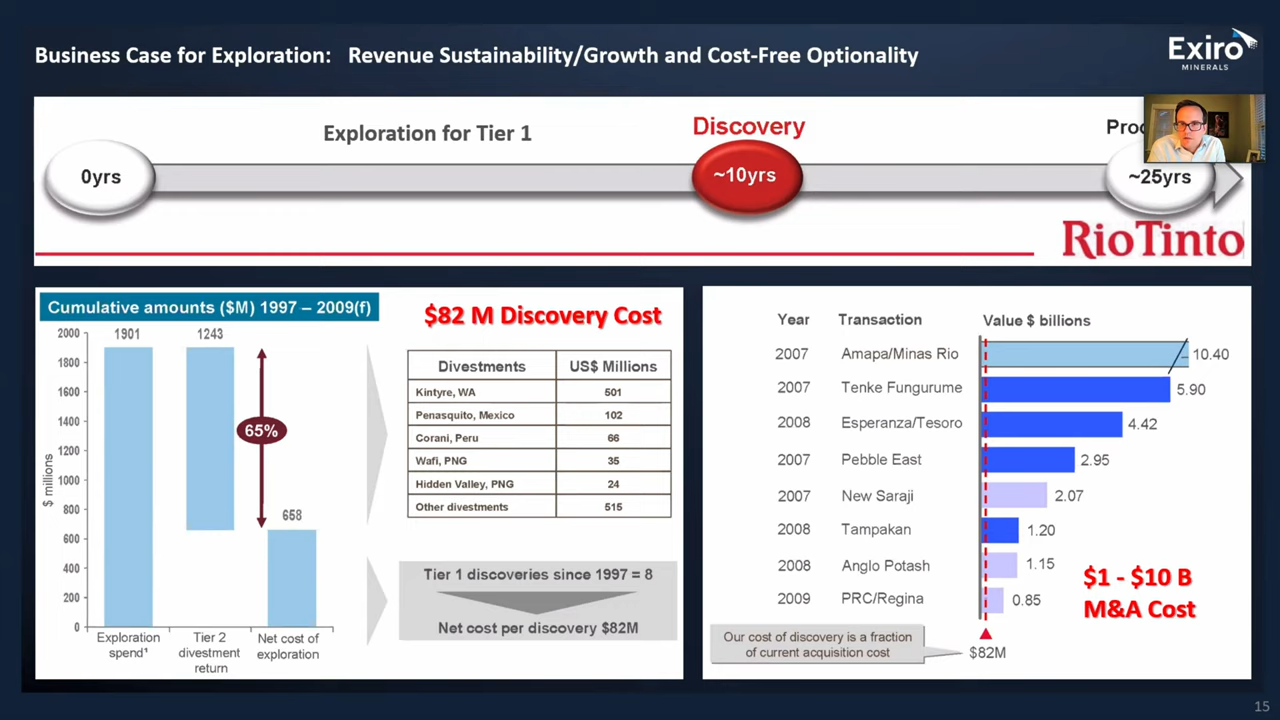 Business Case for Exploration: Revenue Sustainability/Growth and Cost-Free Optionality
Exiro
MINERALS
Exploration for Tier 1
Discovery
0yrs
~10yrs
~25yrs
RioTinto
Cumulative amounts ($M) 1997 – 2009(f)
$ millions
2000
1800
1600
1400
1200
1000
800
600
400
200
0
1901
1243
65%
658
Exploration
spend¹
Tier 2
divestment
return
Net cost of
exploration
$82 M Discovery Cost
Divestments US$ Millions
Kintyre, WA 501
Penasquito, Mexico 102
Corani, Peru 66
Wafi, PNG 35
Hidden Valley, PNG 24
Other divestments 515
Tier 1 discoveries since 1997 = 8
Net cost per discovery $82M
Year Transaction Value $ billions
2007 Amapa/Minas Rio 10.40
2007 Tenke Fungurume 5.90
2008 Esperanza/Tesoro 4.42
2007 Pebble East 2.95
2007 New Saraji 2.07
2008 Tampakan 1.20
2008 Anglo Potash 1.15
2009 PRC/Regina 0.85
$1 - $10 B
M&A Cost
Our cost of discovery is a fraction
of current acquisition cost
$82M
15